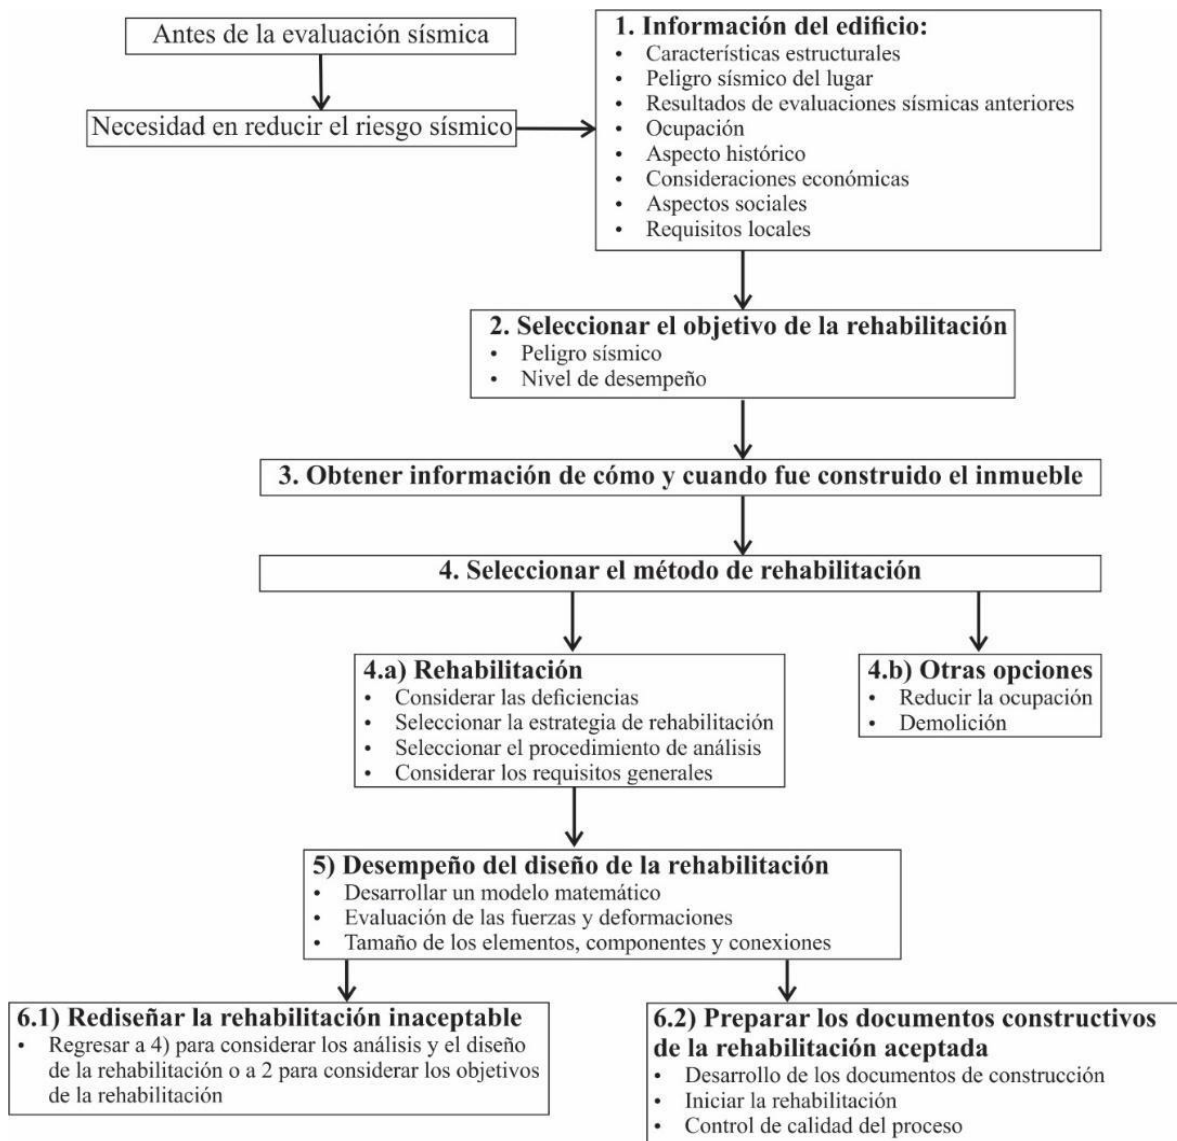 Antes de la evaluación sísmica
Necesidad en reducir el riesgo sísmico
1. Información del edificio:
• Características estructurales
• Peligro sísmico del lugar
• Resultados de evaluaciones sísmicas anteriores
• Ocupación
• Aspecto histórico
• Consideraciones económicas
• Aspectos sociales
• Requisitos locales
2. Seleccionar el objetivo de la rehabilitación
• Peligro sísmico
• Nivel de desempeño
3. Obtener información de cómo y cuando fue construido el inmueble
4. Seleccionar el método de rehabilitación
4.a) Rehabilitación
• Considerar las deficiencias
• Seleccionar la estrategia de rehabilitación
• Seleccionar el procedimiento de análisis
• Considerar los requisitos generales
4.b) Otras opciones
• Reducir la ocupación
• Demolición
5) Desempeño del diseño de la rehabilitación
• Desarrollar un modelo matemático
• Evaluación de las fuerzas y deformaciones
• Tamaño de los elementos, componentes y conexiones
6.1) Rediseñar la rehabilitación inaceptable
• Regresar a 4) para considerar los análisis y el diseño
de la rehabilitación o a 2 para considerar los objetivos
de la rehabilitación
6.2) Preparar los documentos constructivos
de la rehabilitación aceptada
• Desarrollo de los documentos de construcción
• Iniciar la rehabilitación
• Control de calidad del proceso